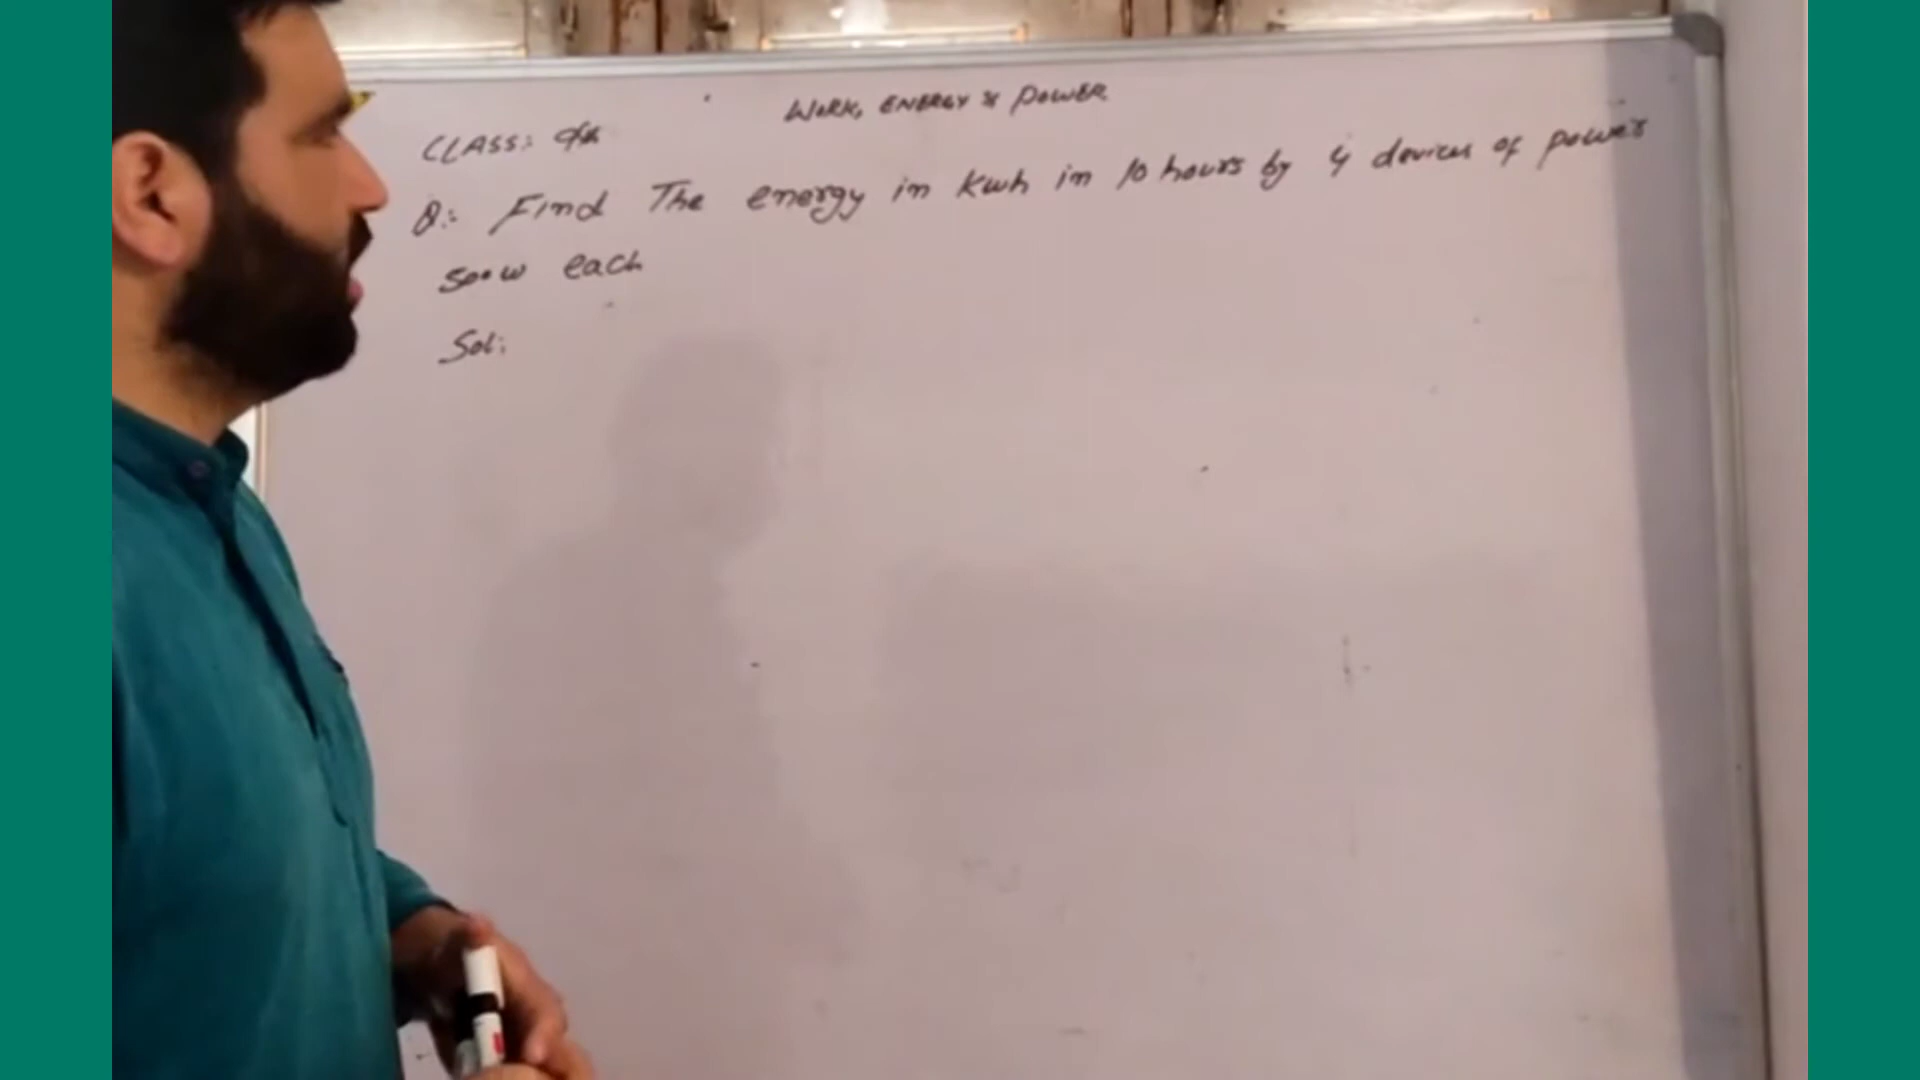 WORK, ENERGY & POWER
CLASS: 9th
Q:- Find The energy in kwh in 10 hours by 4 devices of power
500w each
Sol: